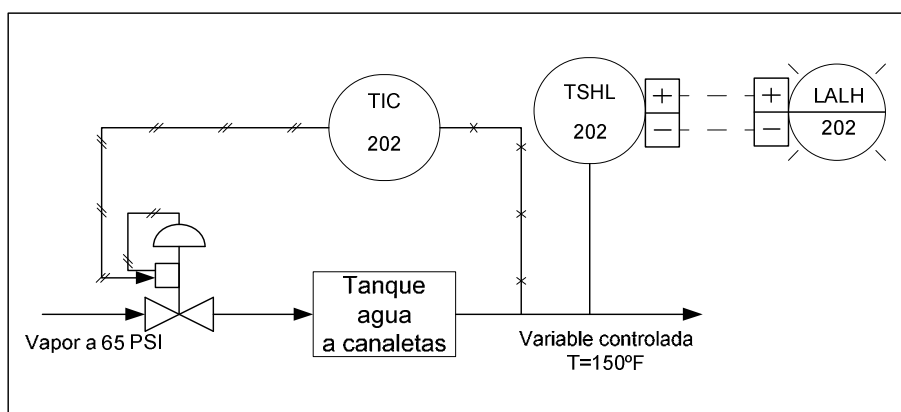 TIC
202
TSHL
202
+
−
+
−
LALH
202
Vapor a 65 PSI
Tanque
agua
a canaletas
Variable controlada
T=150ºF